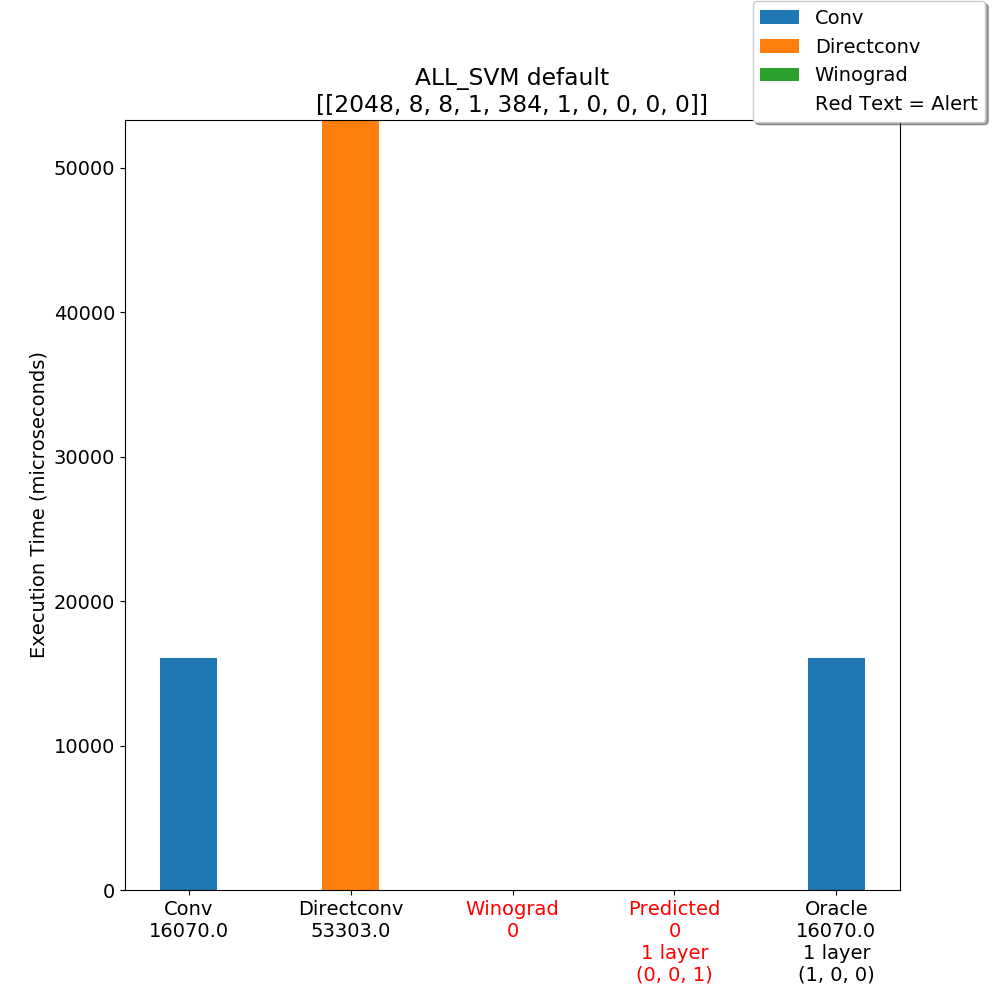 Conv
Directconv
Winograd
Red Text = Alert
ALL_SVM default
[[2048, 8, 8, 1, 384, 1, 0, 0, 0, 0]]
Execution Time (microseconds)
50000
40000
30000
20000
10000
0
Conv
16070.0
Directconv
53303.0
Winograd
0
Predicted
0
1 layer
(0, 0, 1)
Oracle
16070.0
1 layer
(1, 0, 0)